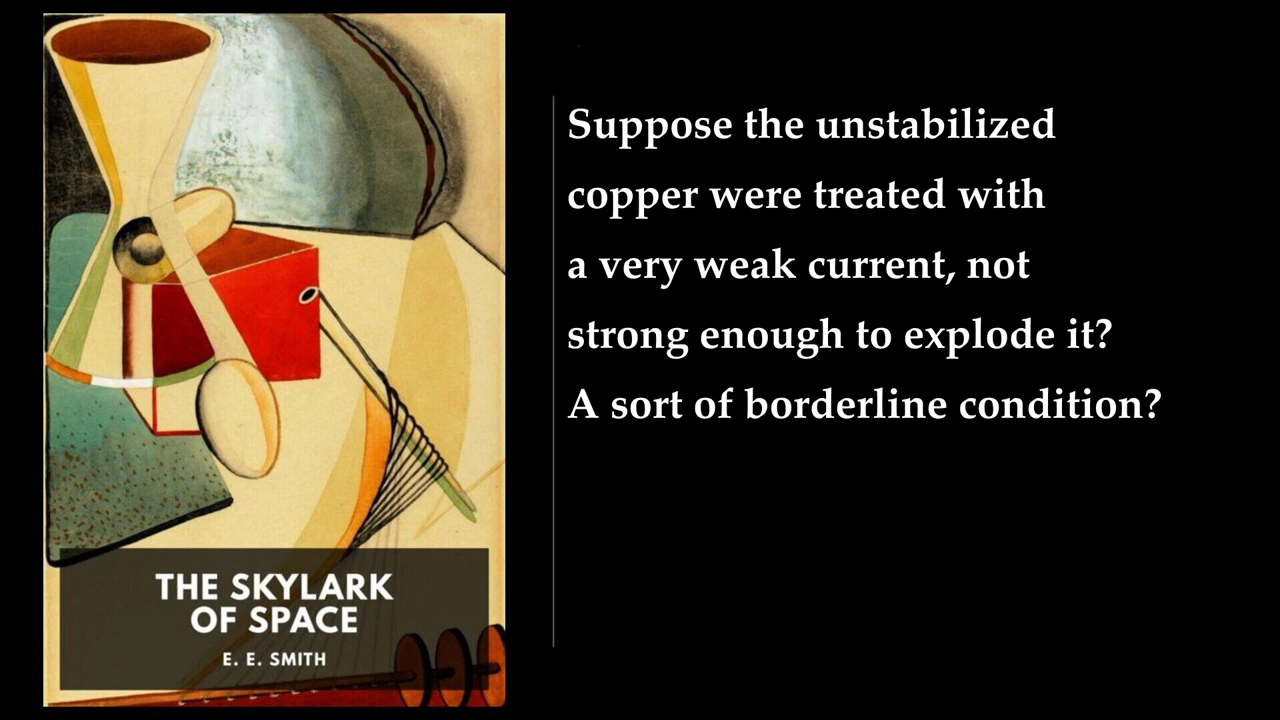 THE SKYLARK
OF SPACE
E. E. SMITH
Suppose the unstabilized
copper were treated with
a very weak current, not
strong enough to explode it?
A sort of borderline condition?